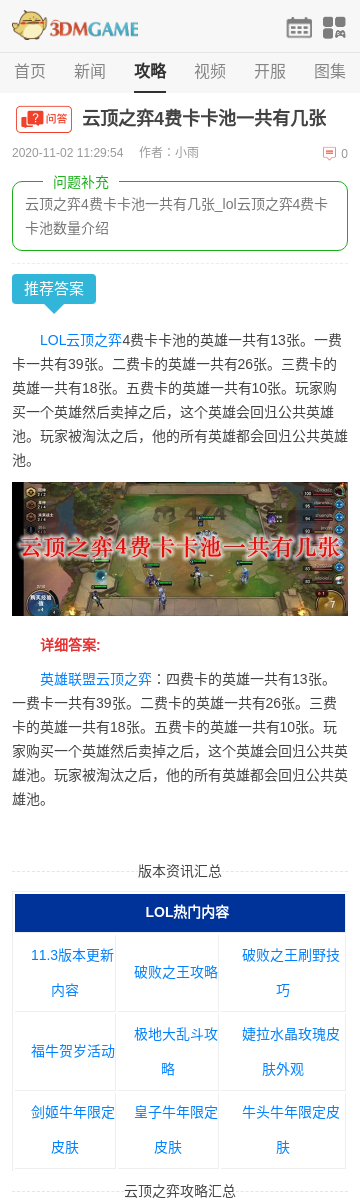 3DMGAME
首页 新闻 攻略 视频 开服 图集
问答 云顶之弈4费卡卡池一共有几张
2020-11-02 11:29:54 作者：小雨 0
问题补充
云顶之弈4费卡卡池一共有几张_lol云顶之弈4费卡
卡池数量介绍
推荐答案
LOL云顶之弈4费卡卡池的英雄一共有13张。一费
卡一共有39张。二费卡的英雄一共有26张。三费卡的
英雄一共有18张。五费卡的英雄一共有10张。玩家购
买一个英雄然后卖掉之后，这个英雄会回归公共英雄
池。玩家被淘汰之后，他的所有英雄都会回归公共英雄
池。
云顶之弈4费卡卡池一共有几张
详细答案:
英雄联盟云顶之弈：四费卡的英雄一共有13张。
一费卡一共有39张。二费卡的英雄一共有26张。三费
卡的英雄一共有18张。五费卡的英雄一共有10张。玩
家购买一个英雄然后卖掉之后，这个英雄会回归公共英
雄池。玩家被淘汰之后，他的所有英雄都会回归公共英
雄池。
版本资讯汇总
LOL热门内容
11.3版本更新
内容
破败之王攻略
破败之王刷野技
巧
福牛贺岁活动
极地大乱斗攻
略
婕拉水晶玫瑰皮
肤外观
剑姬牛年限定
皮肤
皇子牛年限定
皮肤
牛头牛年限定皮
肤
云顶之弈攻略汇总